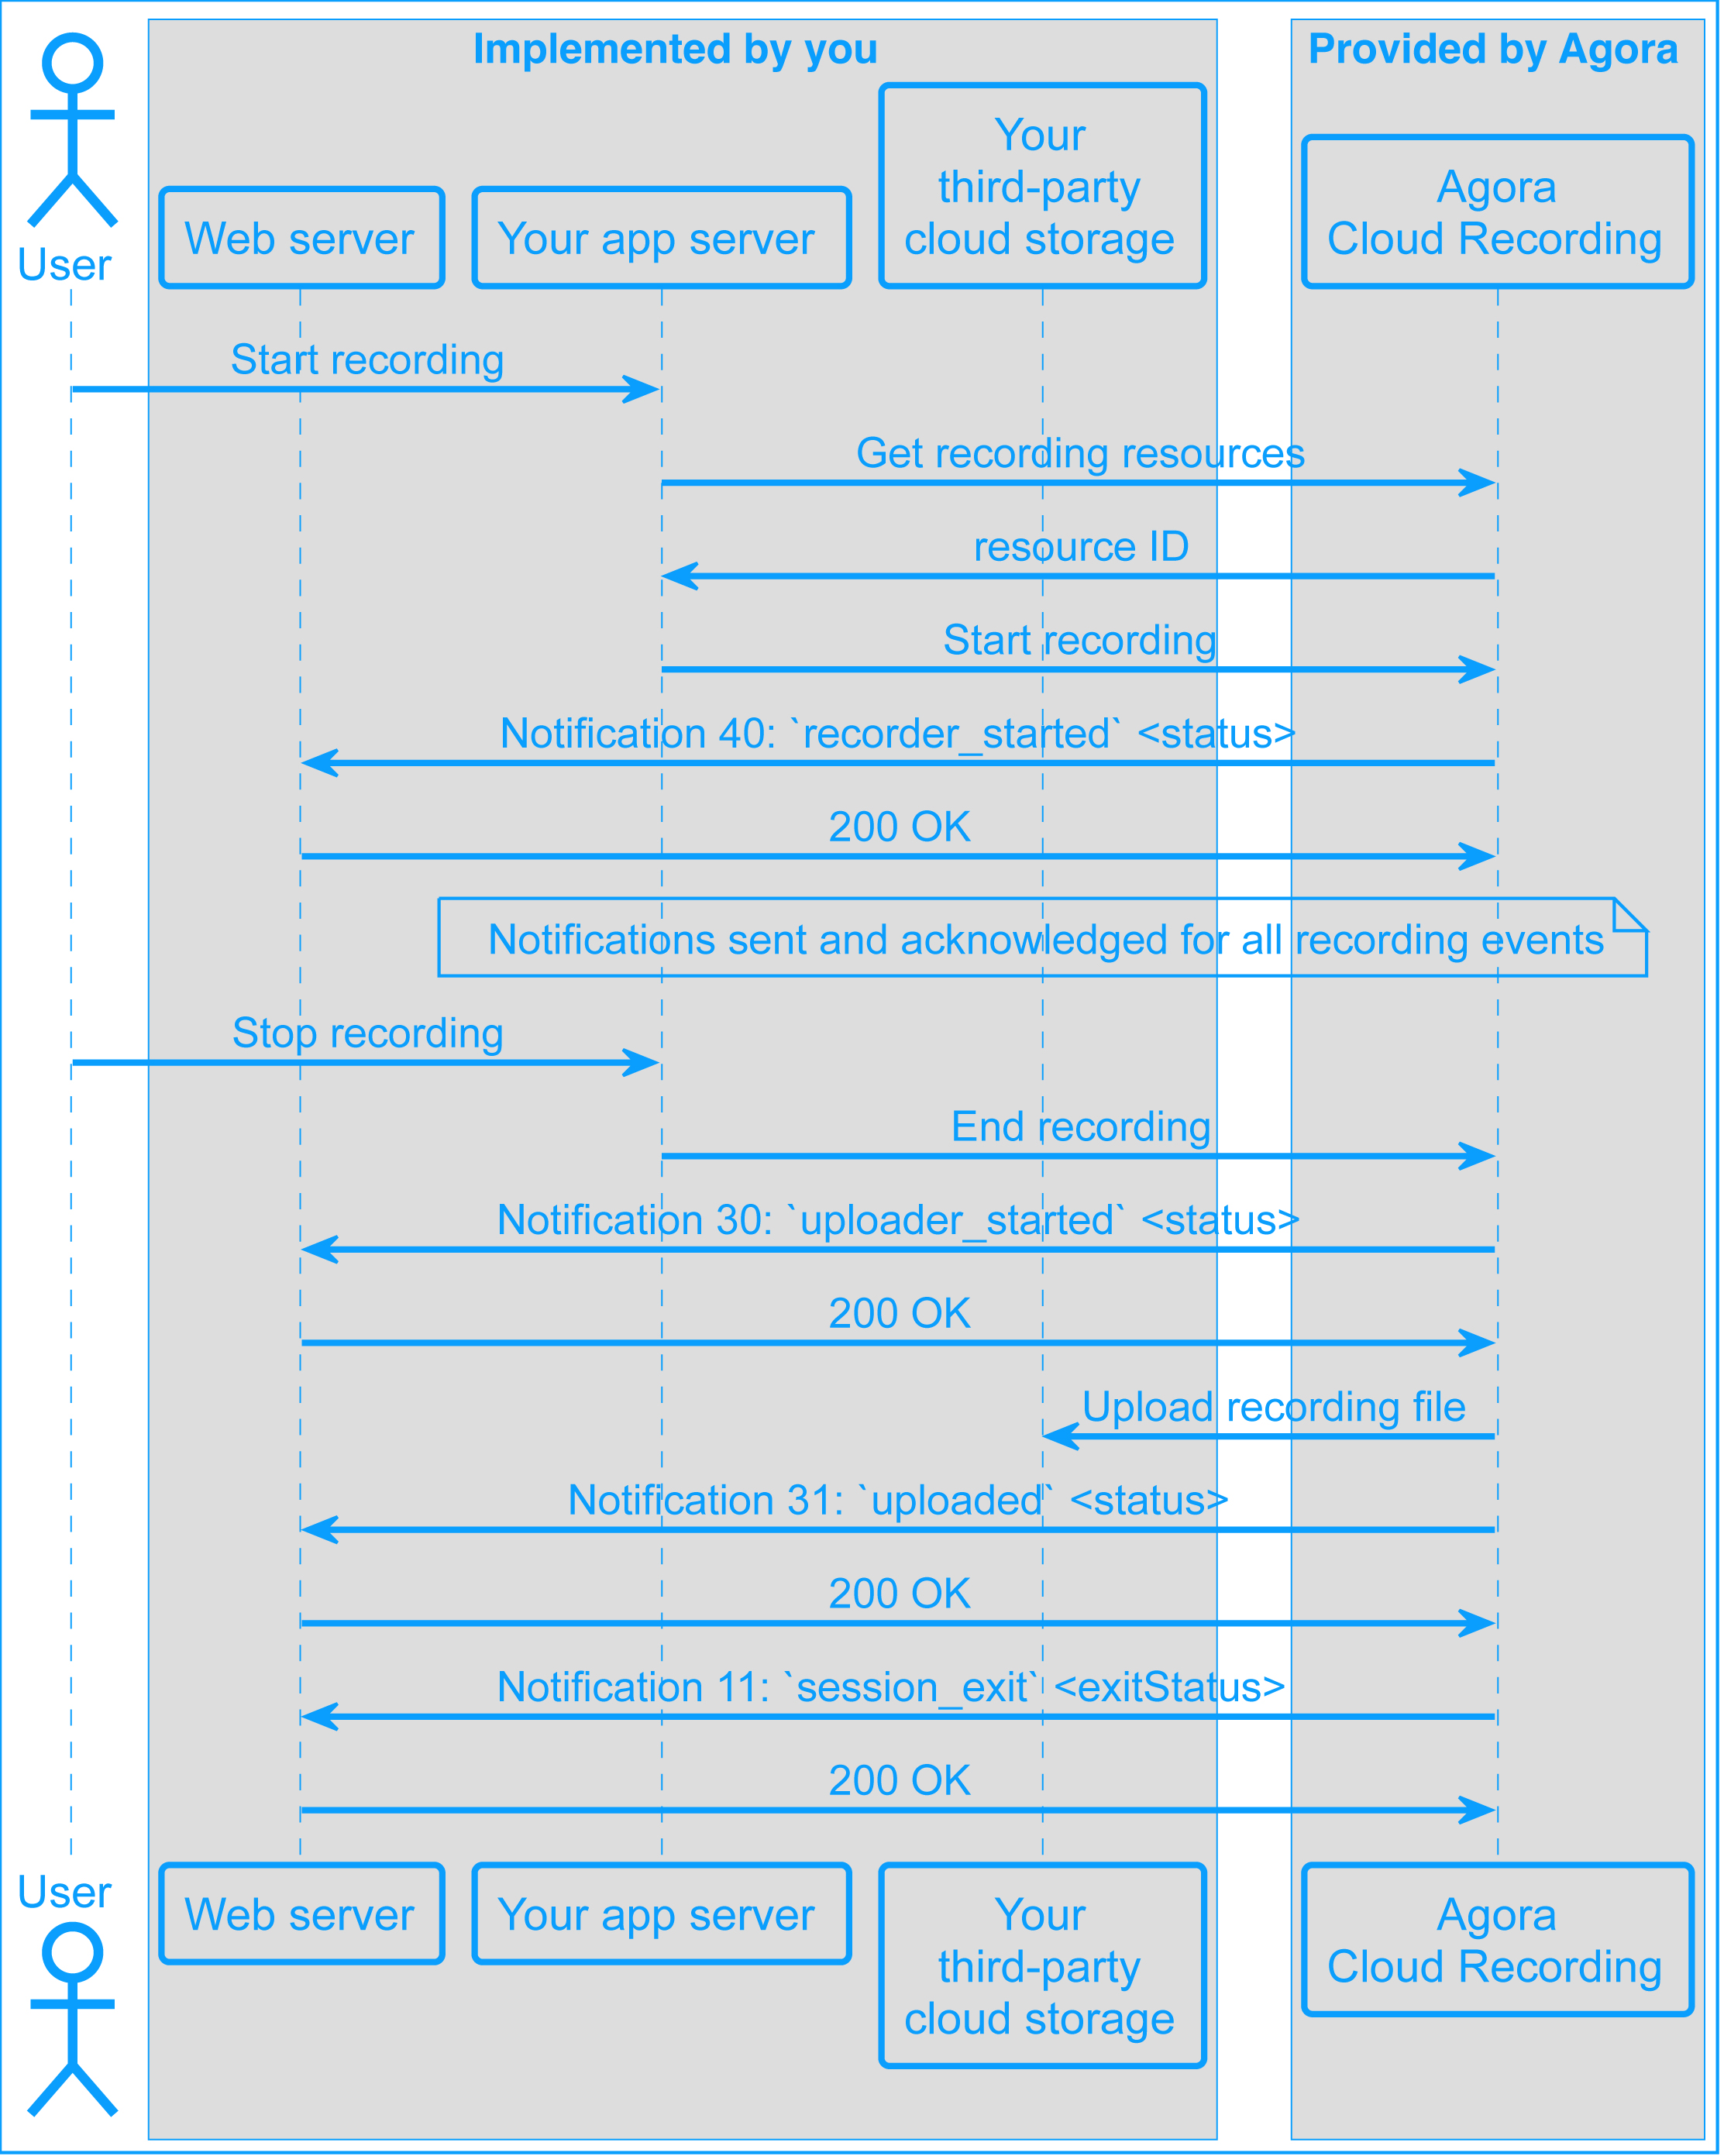 Implemented by you
Provided by Agora
User
Web server
Your app server
Your
third-party
cloud storage
Agora
Cloud Recording
Start recording
Get recording resources
resource ID
Start recording
Notification 40: `recorder_started` <status>
200 OK
Notifications sent and acknowledged for all recording events
Stop recording
End recording
Notification 30: `uploader_started` <status>
200 OK
Upload recording file
Notification 31: `uploaded` <status>
200 OK
Notification 11: `session_exit` <exitStatus>
200 OK
User
Web server
Your app server
Your
third-party
cloud storage
Agora
Cloud Recording